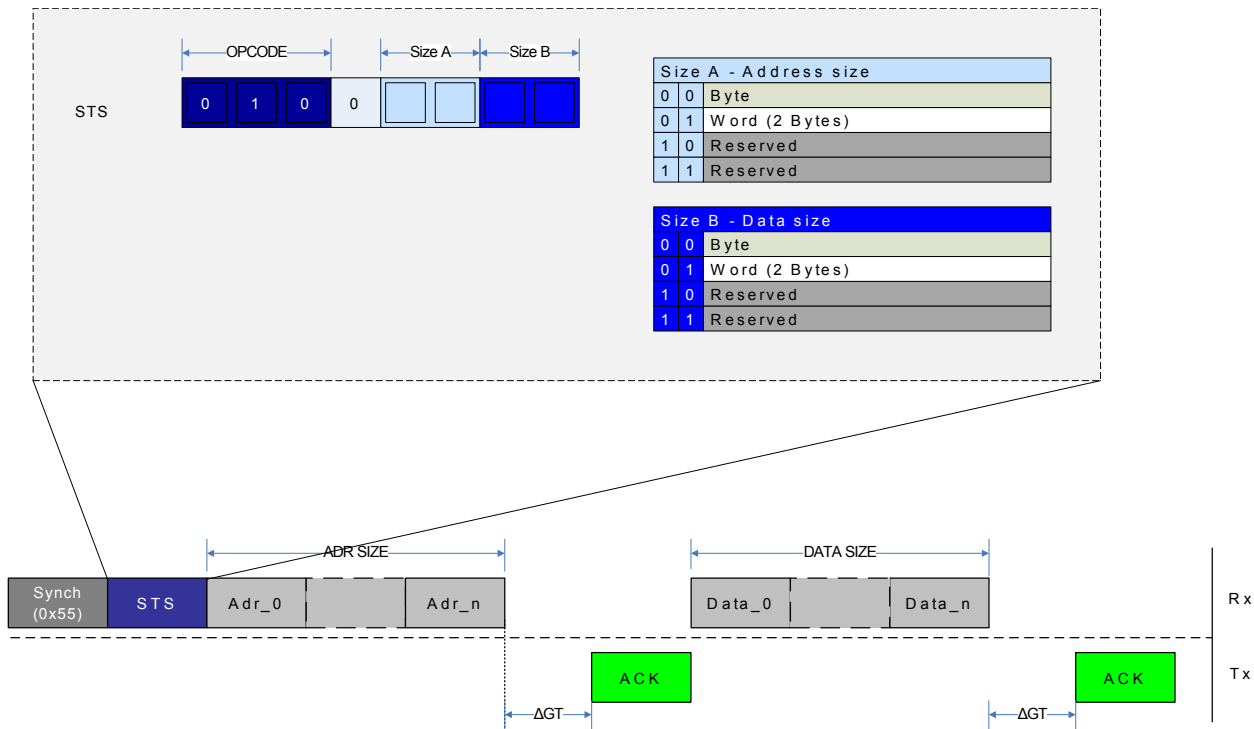 OPCODE Size A Size B
STS 0 1 0 0
Size A - Address size
0 0 Byte
0 1 Word (2 Bytes)
1 0 Reserved
1 1 Reserved
Size B - Data size
0 0 Byte
0 1 Word (2 Bytes)
1 0 Reserved
1 1 Reserved
ADR SIZE DATA SIZE
Synch
(0x55)
STS Adr_0 Adr_n Data_0 Data_n Rx
ACK ACK Tx
ΔGT ΔGT